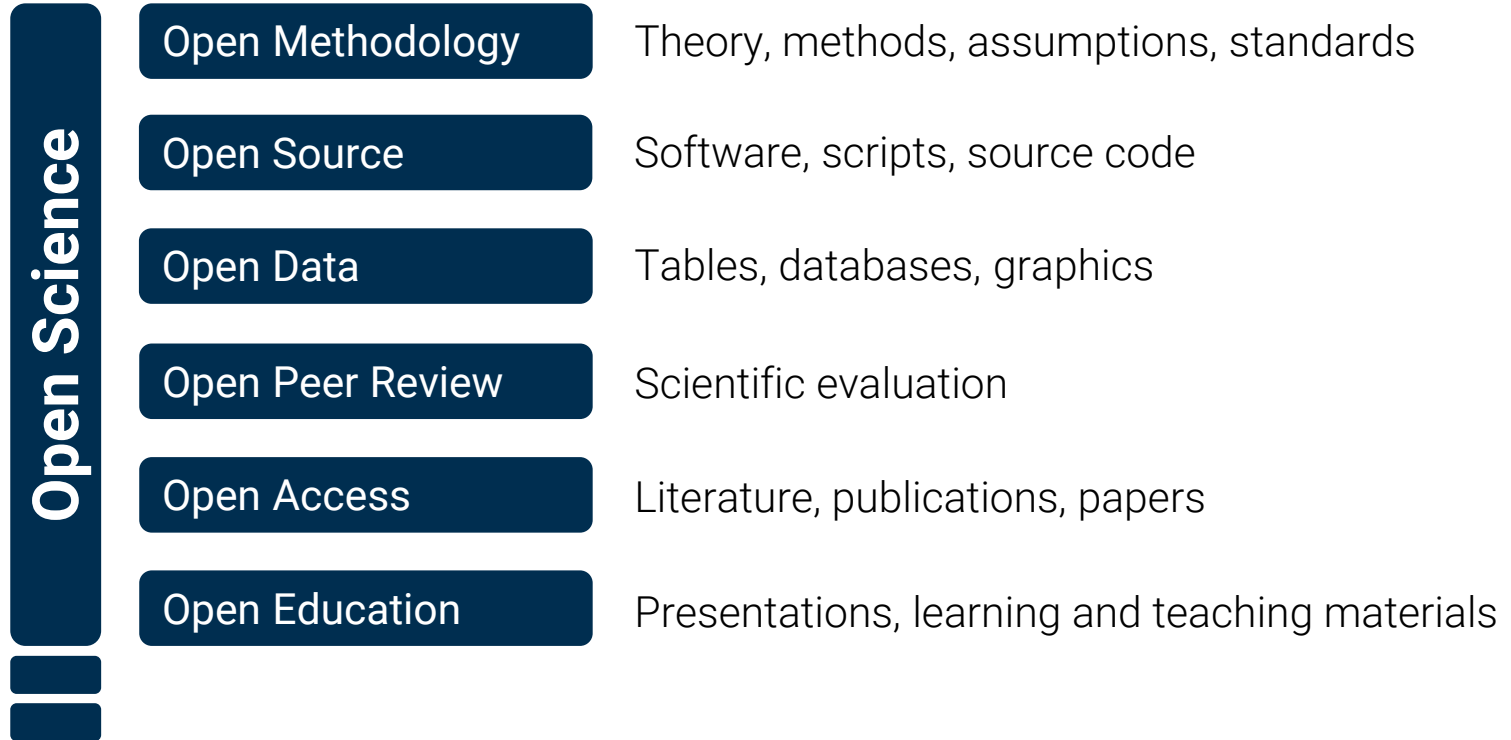 Open Science
Open Methodology
Theory, methods, assumptions, standards
Open Source
Software, scripts, source code
Open Data
Tables, databases, graphics
Open Peer Review
Scientific evaluation
Open Access
Literature, publications, papers
Open Education
Presentations, learning and teaching materials